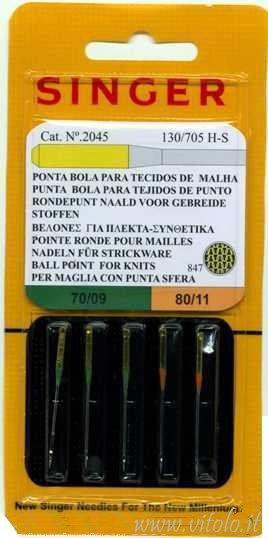 SINGER
Cat. Nº.2045 130/705 H-S
PONTA BOLA PARA TECIDOS DE MALHA
PUNTA BOLA PARA TEJIDOS DE PUNTO
RONDEPUNT NAALD VOOR GEBREIDE
STOFFEN
ΒΕΛΟΝΕΣ ΓΙΑ ΠΛΕΚΤΑ-ΣΥΝΘΕΤΙΚΑ
POINTE RONDE POUR MAILLES
NADELN FÜR STRICKWARE
BALL POINT FOR KNITS 847
PER MAGLIA CON PUNTA SFERA
70/09 80/11
New Singer Needles For The New Millenium.
www.vitolo.it